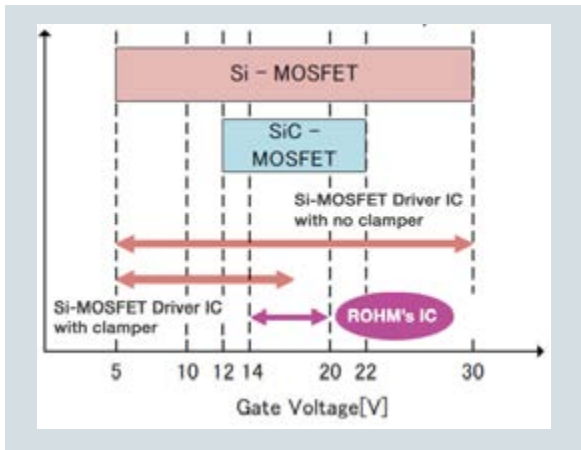 Si - MOSFET
SiC -
MOSFET
Si-MOSFET Driver IC
with no clamper
Si-MOSFET Driver IC
with clamper
ROHM's IC
5 10 12 14 20 22 30
Gate Voltage[V]